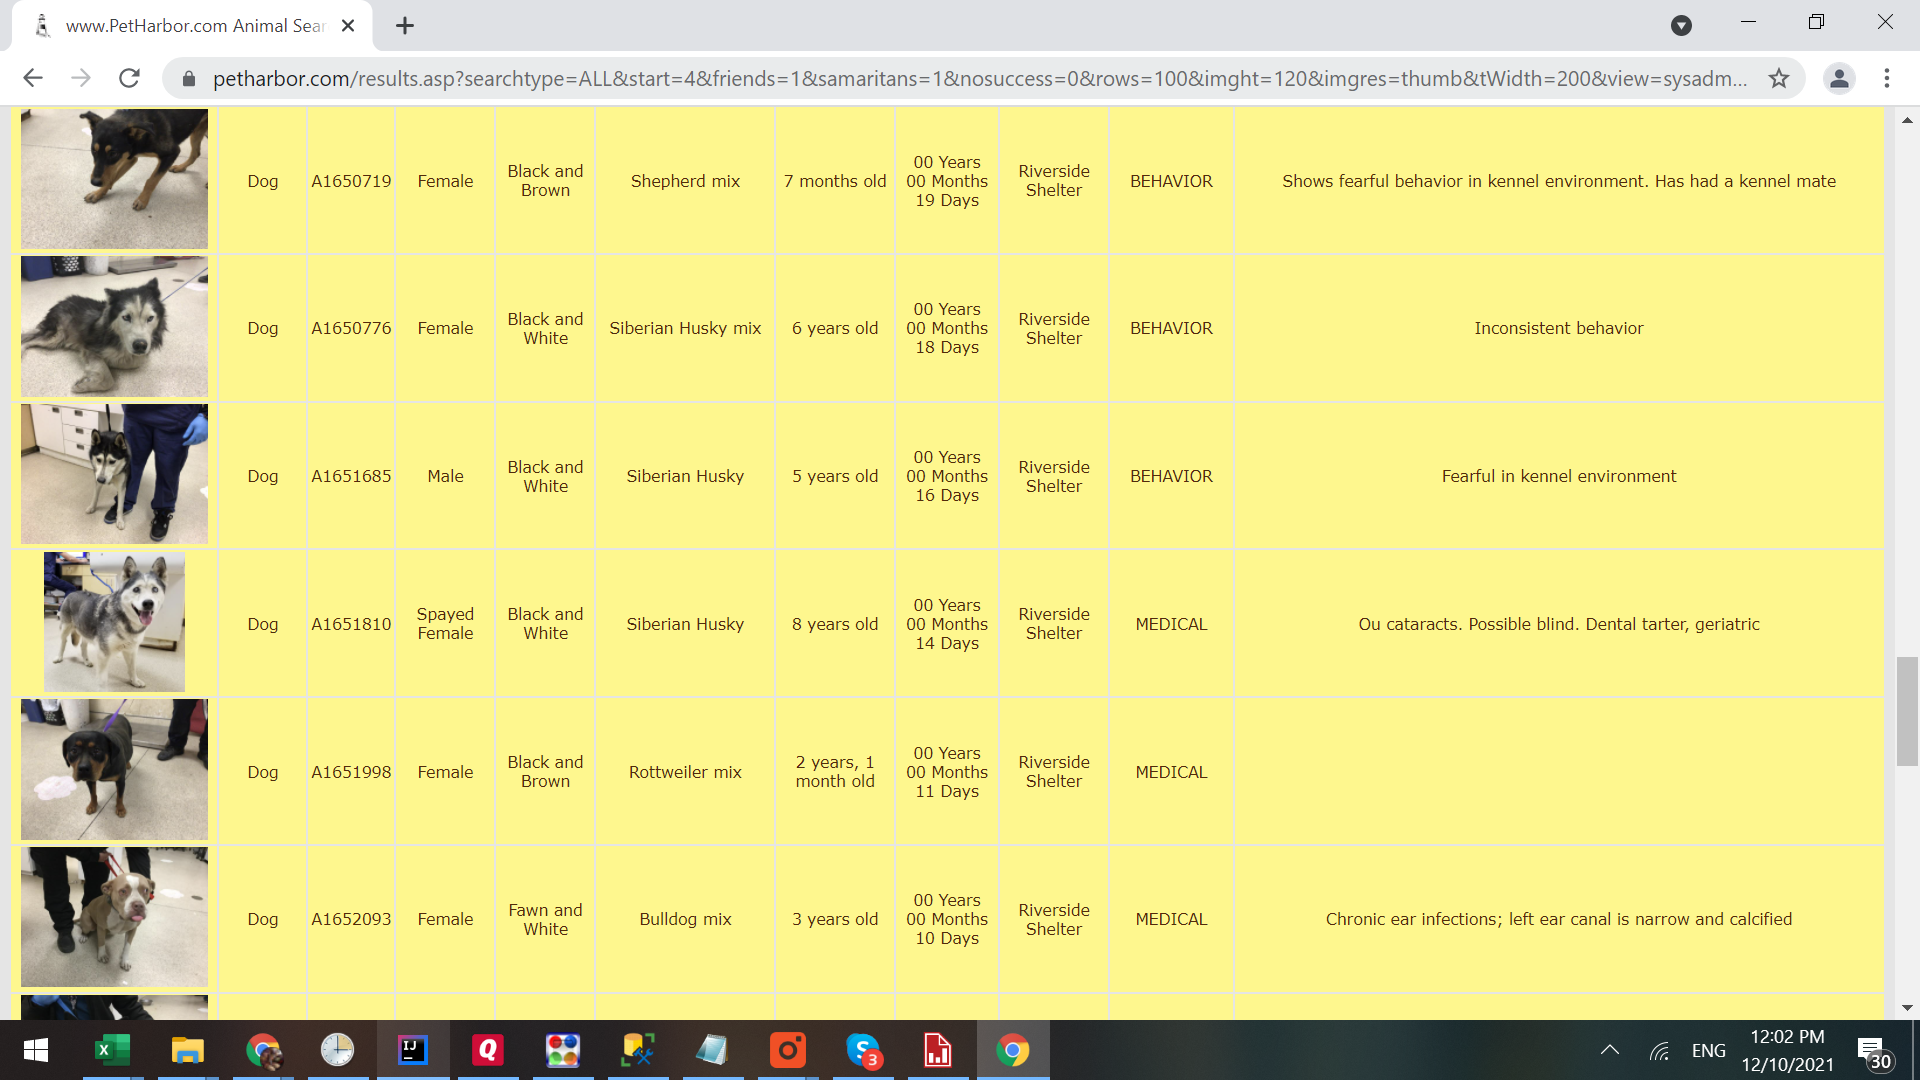 www.PetHarbor.com Animal Sear
petharbor.com/results.asp?searchtype=ALL&start=4&friends=1&samaritans=1&nosuccess=0&rows=100&imght=120&imgres=thumb&tWidth=200&view=sysadm...
Dog A1650719 Female Black and Brown Shepherd mix 7 months old 00 Years 00 Months 19 Days Riverside Shelter BEHAVIOR Shows fearful behavior in kennel environment. Has had a kennel mate
Dog A1650776 Female Black and White Siberian Husky mix 6 years old 00 Years 00 Months 18 Days Riverside Shelter BEHAVIOR Inconsistent behavior
Dog A1651685 Male Black and White Siberian Husky 5 years old 00 Years 00 Months 16 Days Riverside Shelter BEHAVIOR Fearful in kennel environment
Dog A1651810 Spayed Female Black and White Siberian Husky 8 years old 00 Years 00 Months 14 Days Riverside Shelter MEDICAL Ou cataracts. Possible blind. Dental tarter, geriatric
Dog A1651998 Female Black and Brown Rottweiler mix 2 years, 1 month old 00 Years 00 Months 11 Days Riverside Shelter MEDICAL
Dog A1652093 Female Fawn and White Bulldog mix 3 years old 00 Years 00 Months 10 Days Riverside Shelter MEDICAL Chronic ear infections; left ear canal is narrow and calcified
X
IJ
Q
S 3
ENG
12:02 PM
12/10/2021
30